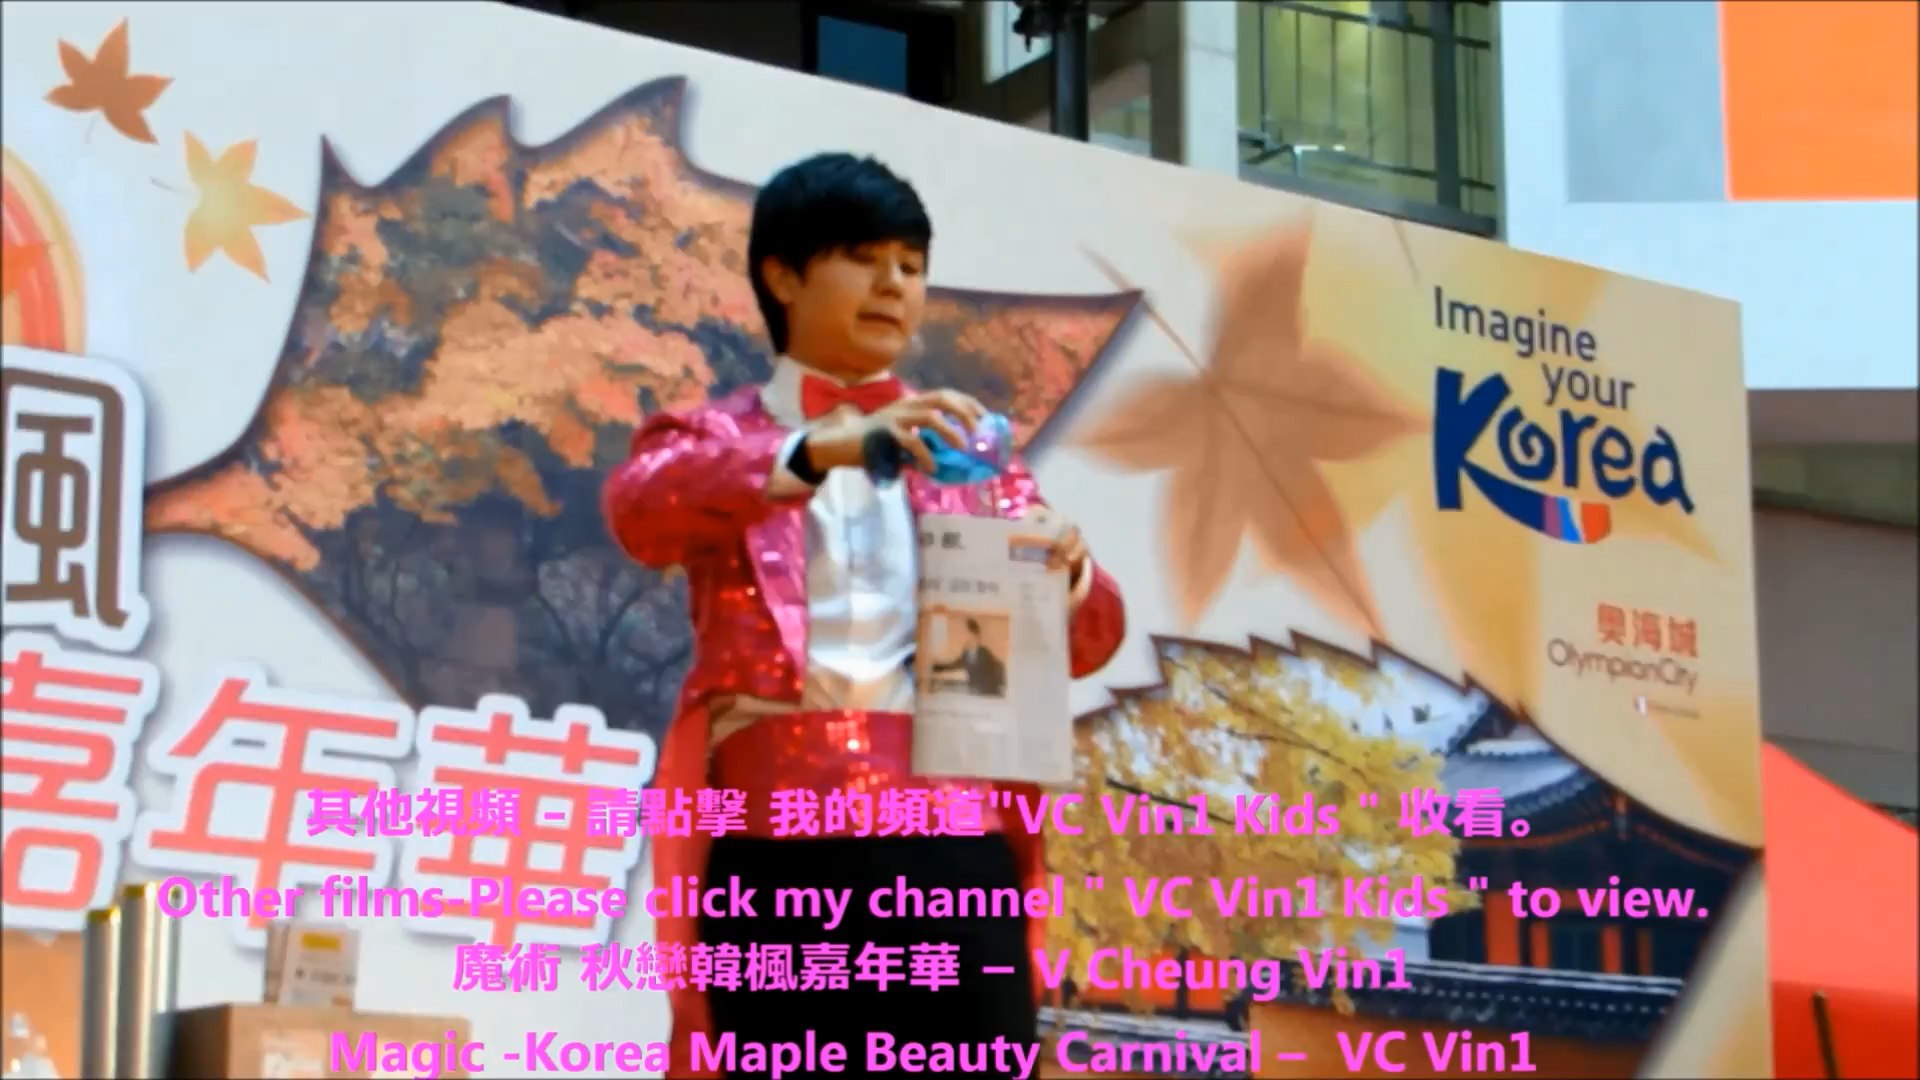 Imagine
your
Korea
奧海城
OlympianCity
楓
嘉年華
其他視頻 - 請點擊 我的頻道"VC Vin1 Kids " 收看。
Other films-Please click my channel " VC Vin1 Kids " to view.
魔術 秋戀韓楓嘉年華 – V Cheung Vin1
Magic -Korea Maple Beauty Carnival – VC Vin1